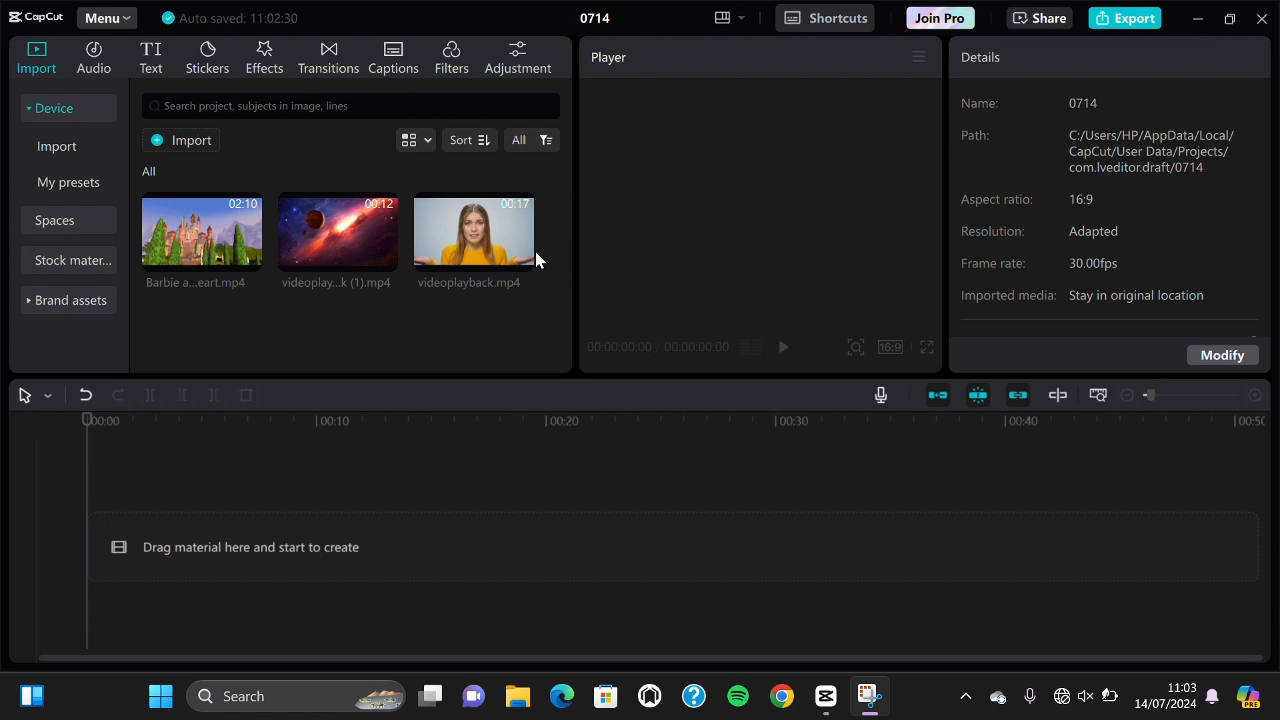 CapCut
Menu
Auto saved: 11:02:30
0714
Shortcuts
Join Pro
Share
Export
Import
Audio
Text
Stickers
Effects
Transitions
Captions
Filters
Adjustment
Device
Import
My presets
Spaces
Stock mater...
Brand assets
Search project, subjects in image, lines
Import
Sort
All
All
02:10
00:12
00:17
Barbie a...eart.mp4
videoplay...k (1).mp4
videoplayback.mp4
Player
00:00:00:00 / 00:00:00:00
16:9
Details
Name: 0714
Path: C:/Users/HP/AppData/Local/
CapCut/User Data/Projects/
com.lveditor.draft/0714
Aspect ratio: 16:9
Resolution: Adapted
Frame rate: 30.00fps
Imported media: Stay in original location
Modify
00:00 00:10 00:20 00:30 00:40 00:50
Drag material here and start to create
Search
11:03
14/07/2024
PRE